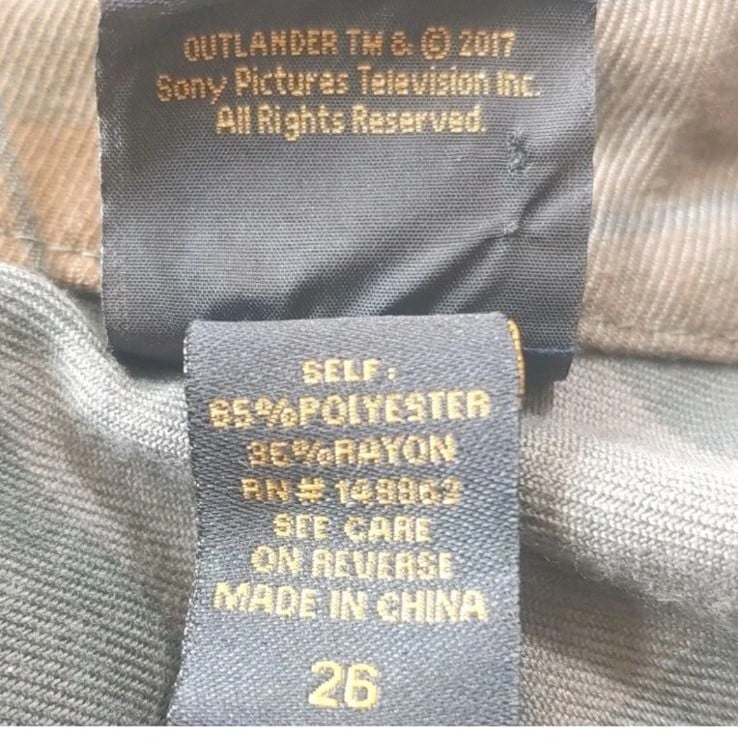 OUTLANDER TM & © 2017
Sony Pictures Television Inc.
All Rights Reserved.
SELF:
65%POLYESTER
35%RAYON
RN# 148862
SEE CARE
ON REVERSE
MADE IN CHINA
26